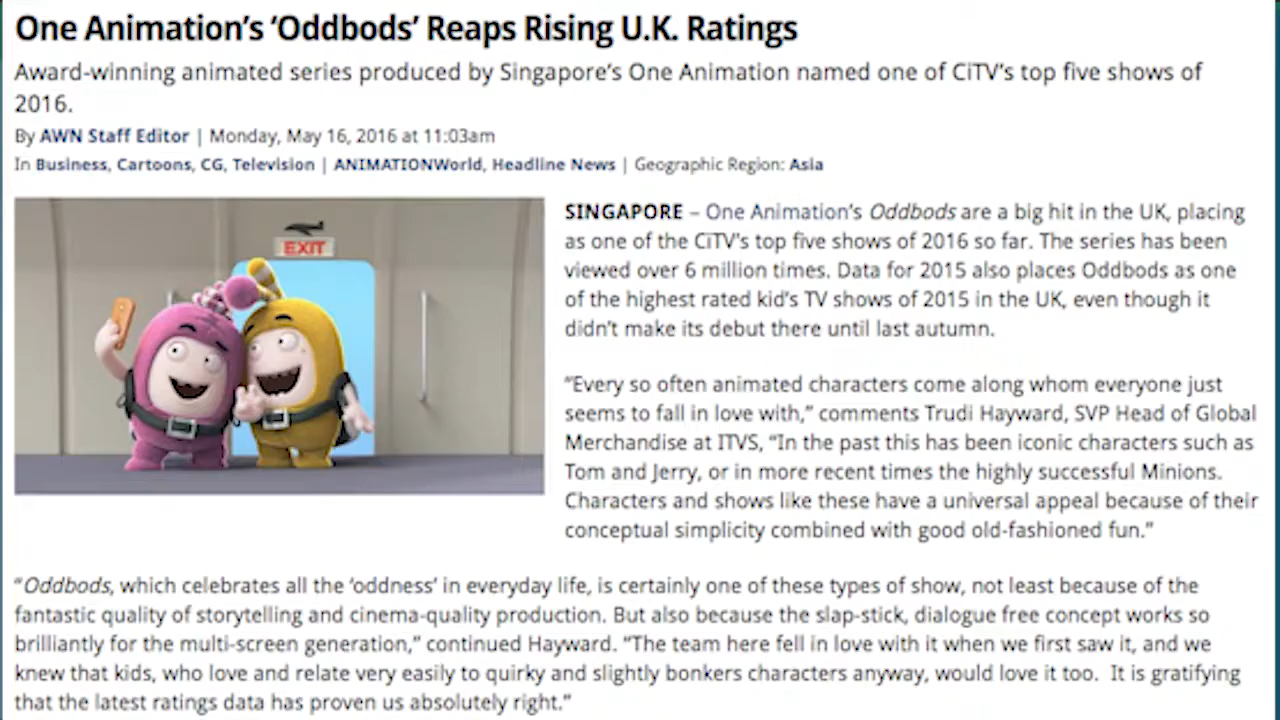 One Animation's 'Oddbods' Reaps Rising U.K. Ratings
Award-winning animated series produced by Singapore's One Animation named one of CiTV's top five shows of
2016.
By AWN Staff Editor | Monday, May 16, 2016 at 11:03am
In Business, Cartoons, CG, Television | ANIMATIONWorld, Headline News | Geographic Region: Asia
EXIT
SINGAPORE – One Animation's Oddbods are a big hit in the UK, placing
as one of the CiTV's top five shows of 2016 so far. The series has been
viewed over 6 million times. Data for 2015 also places Oddbods as one
of the highest rated kid's TV shows of 2015 in the UK, even though it
didn't make its debut there until last autumn.
"Every so often animated characters come along whom everyone just
seems to fall in love with," comments Trudi Hayward, SVP Head of Global
Merchandise at ITVS, "In the past this has been iconic characters such as
Tom and Jerry, or in more recent times the highly successful Minions.
Characters and shows like these have a universal appeal because of their
conceptual simplicity combined with good old-fashioned fun."
"Oddbods, which celebrates all the 'oddness' in everyday life, is certainly one of these types of show, not least because of the
fantastic quality of storytelling and cinema-quality production. But also because the slap-stick, dialogue free concept works so
brilliantly for the multi-screen generation," continued Hayward. "The team here fell in love with it when we first saw it, and we
knew that kids, who love and relate very easily to quirky and slightly bonkers characters anyway, would love it too. It is gratifying
that the latest ratings data has proven us absolutely right."